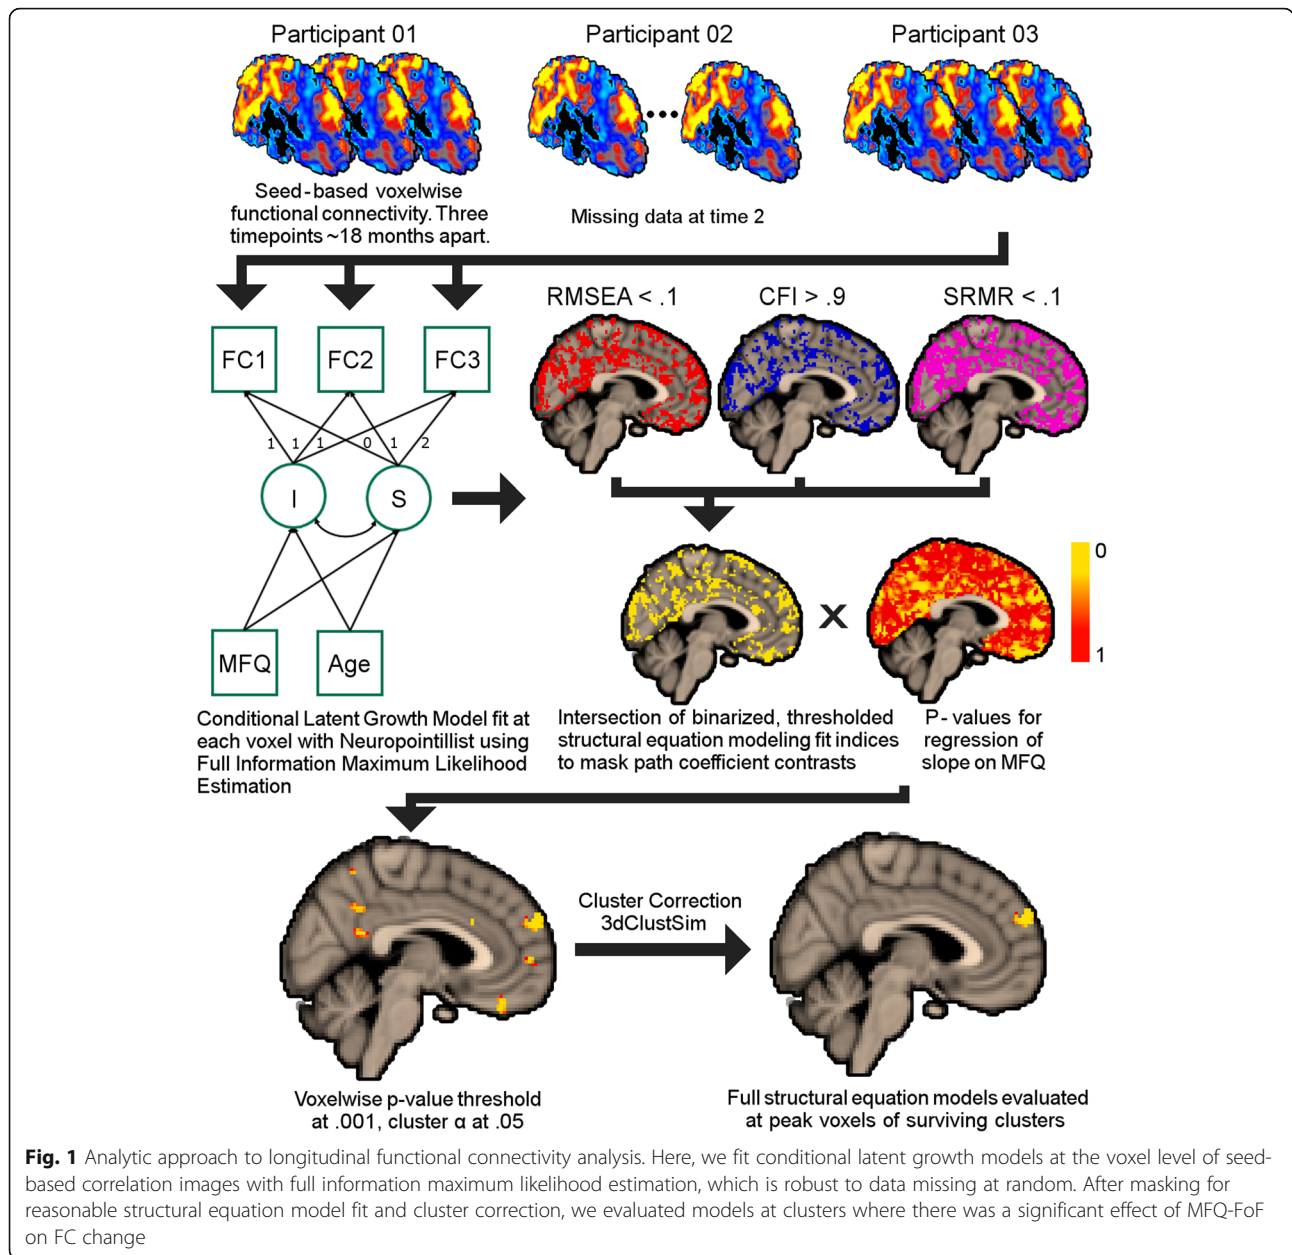 Participant 01
Participant 02
Participant 03
Seed-based voxelwise
functional connectivity. Three
timepoints ~18 months apart.
Missing data at time 2
RMSEA < .1
CFI > .9
SRMR < .1
FC1
FC2
FC3
1
1
1
0
1
2
I
S
MFQ
Age
0
1
X
Conditional Latent Growth Model fit at
each voxel with Neuropointillist using
Full Information Maximum Likelihood
Estimation
Intersection of binarized, thresholded
structural equation modeling fit indices
to mask path coefficient contrasts
P-values for
regression of
slope on MFQ
Cluster Correction
3dClustSim
Voxelwise p-value threshold
at .001, cluster α at .05
Full structural equation models evaluated
at peak voxels of surviving clusters
Fig. 1 Analytic approach to longitudinal functional connectivity analysis. Here, we fit conditional latent growth models at the voxel level of seed-
based correlation images with full information maximum likelihood estimation, which is robust to data missing at random. After masking for
reasonable structural equation model fit and cluster correction, we evaluated models at clusters where there was a significant effect of MFQ-FoF
on FC change